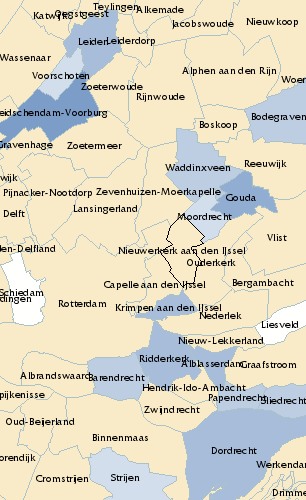 Teylingen
Katwijk
Oegstgeest
Alkemade
Jacobswoude
Nieuwkoop
Leiden
Leiderdorp
Wassenaar
Voorschoten
Alphen aan den Rijn
Zoeterwoude
Rijnwoude
eidschendam-Voorburg
Boskoop
Bodegraven
Gravenhage
Zoetermeer
Reeuwijk
Waddinxveen
wijk
Pijnacker-Nootdorp
Zevenhuizen-Moerkapelle
Gouda
Lansingerland
Delft
Moordrecht
Vlist
en-Delfland
Nieuwerkerk aan den IJssel
Ouderkerk
Schiedam
dingen
Capelle aan den IJssel
Bergambacht
Rotterdam
Krimpen aan den IJssel
Nederlek
Liesveld
Nieuw-Lekkerland
Ridderkerk
Alblasserdam
Graafstroom
Albrandswaard
Barendrecht
Hendrik-Ido-Ambacht
pijkenisse
Papendrecht
Sliedrecht
Zwijndrecht
Oud-Beijerland
Binnenmaas
Dordrecht
orendijk
Werkendam
Cromstrijen
Strijen
Drimme